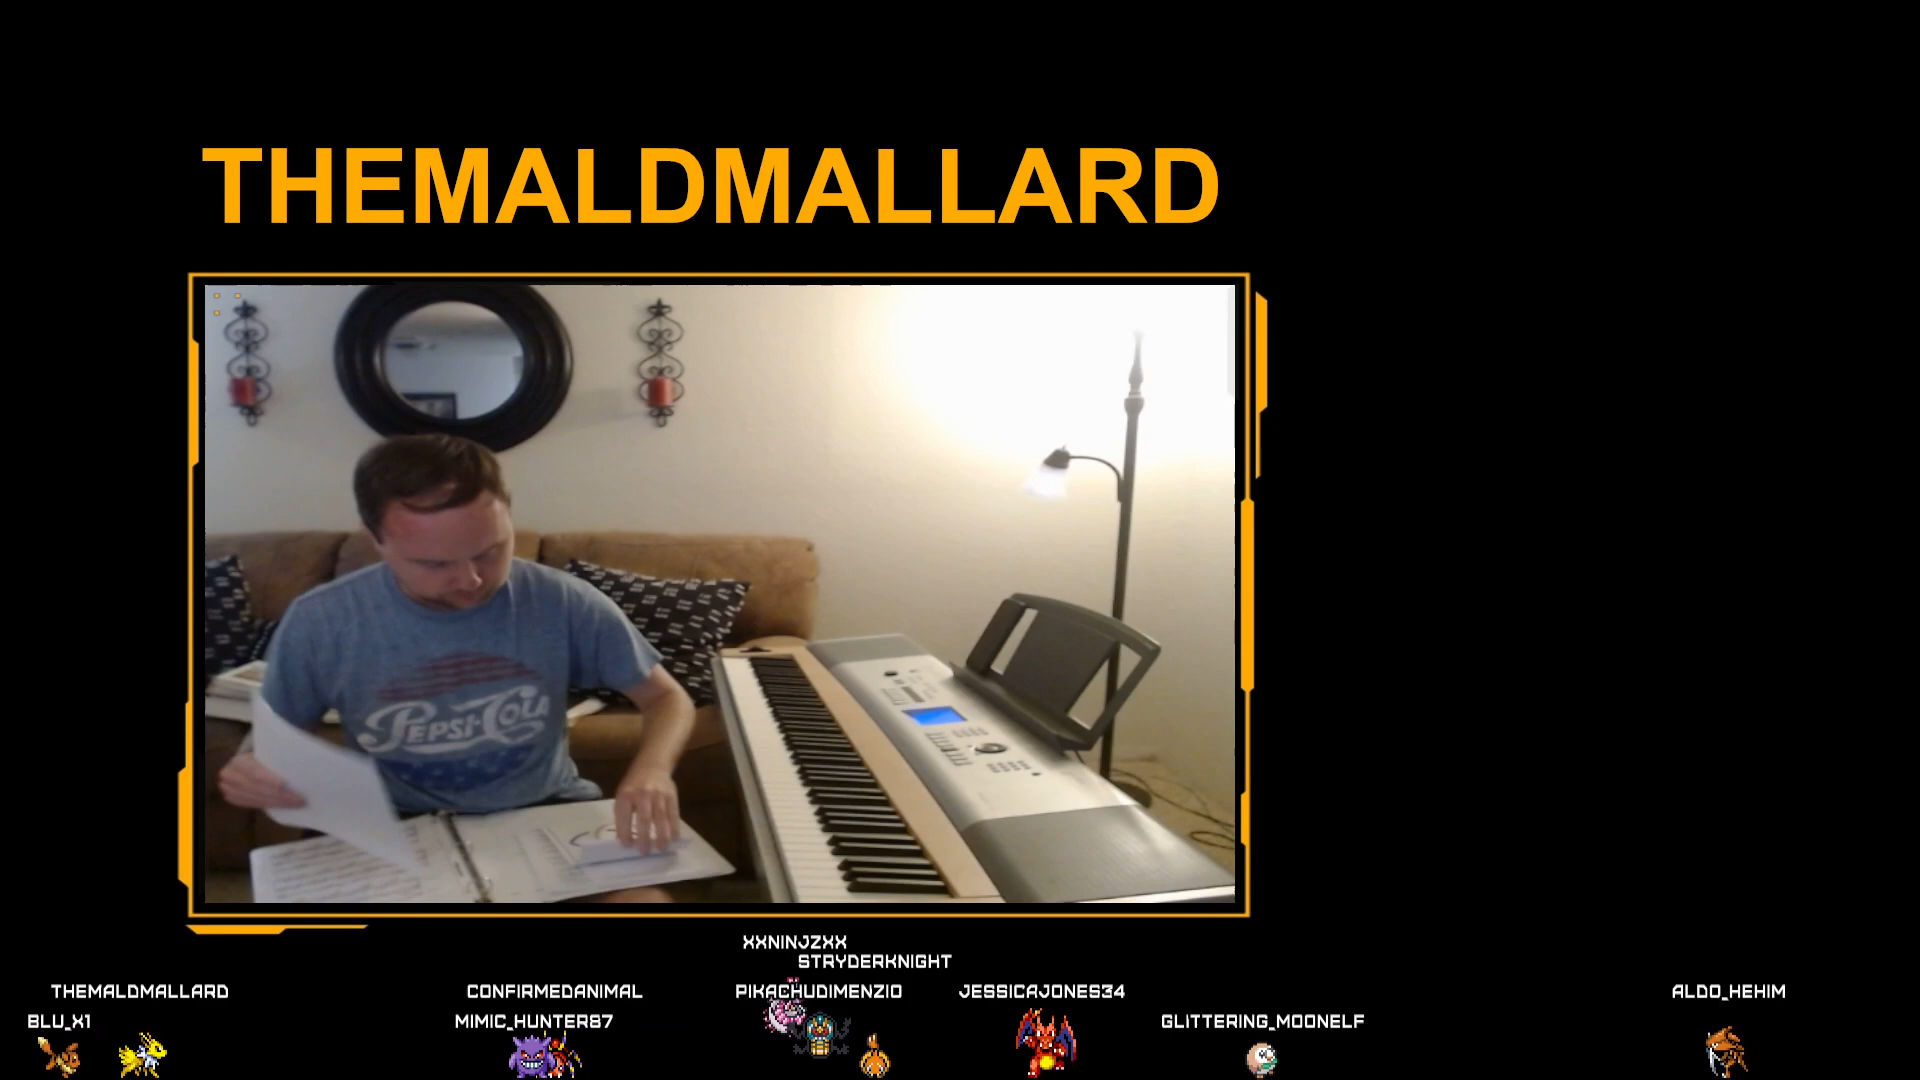 THEMALDMALLARD
PEPSI-COLA
XXNINJZXX
STRYDERKNIGHT
THEMALDMALLARD
CONFIRMEDANIMAL
PIKACHUDIMENZIO
JESSICAJONES34
ALDO_HEHIM
BLU_X1
MIMIC_HUNTER87
GLITTERING_MOONELF